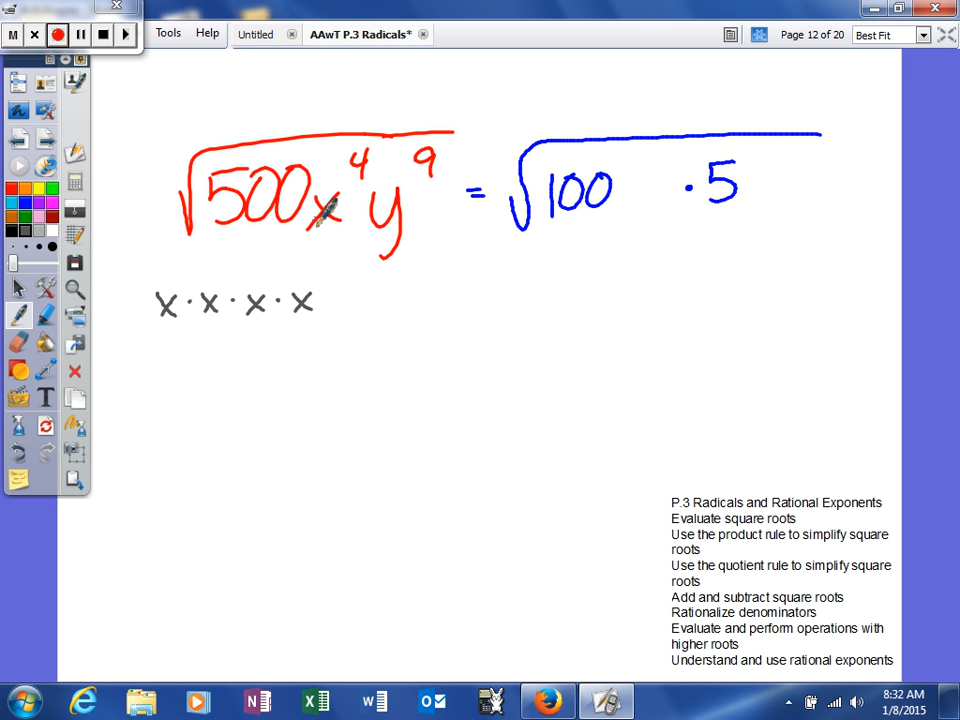 M
Tools Help Untitled AAwT P.3 Radicals* Page 12 of 20 Best Fit
√500x⁴y⁹ = √100 · 5
x · x · x · x
P.3 Radicals and Rational Exponents
Evaluate square roots
Use the product rule to simplify square
roots
Use the quotient rule to simplify square
roots
Add and subtract square roots
Rationalize denominators
Evaluate and perform operations with
higher roots
Understand and use rational exponents
8:32 AM
1/8/2015